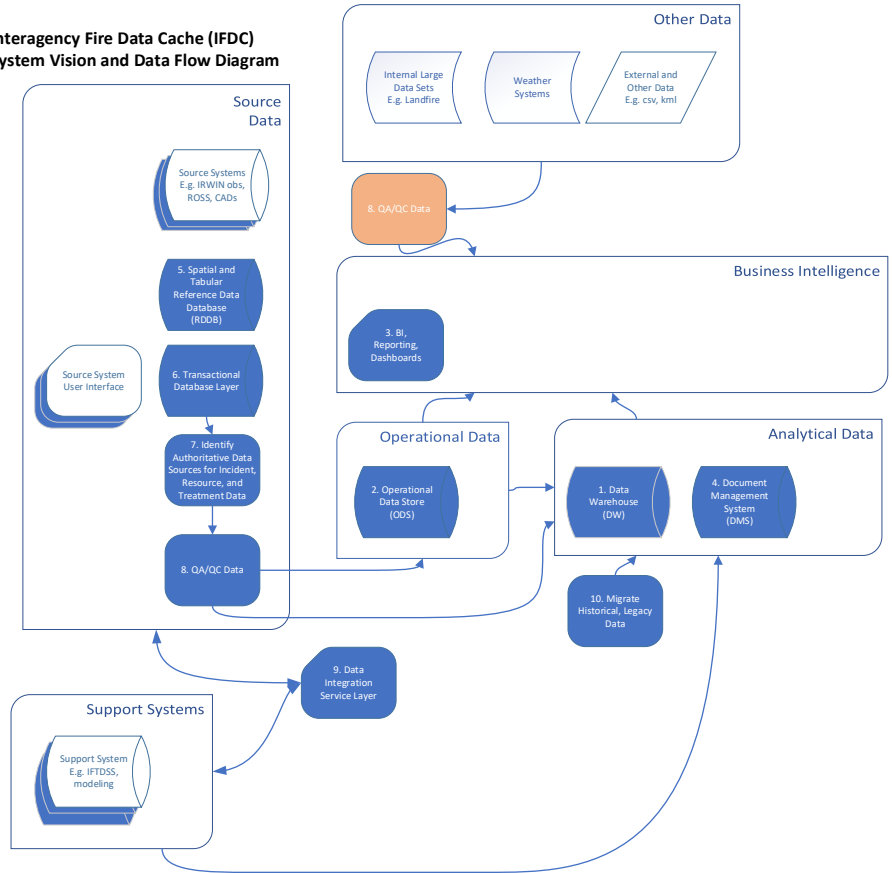 nteragency Fire Data Cache (IFDC)
ystem Vision and Data Flow Diagram
Other Data
Internal Large
Data Sets
E.g. Landfire
Weather
Systems
External and
Other Data
E.g. csv, kml
Source
Data
Source Systems
E.g. IRWIN obs,
ROSS, CADs
8. QA/QC Data
5. Spatial and
Tabular
Reference Data
Database
(RDDB)
Business Intelligence
3. BI,
Reporting,
Dashboards
Source System
User Interface
6. Transactional
Database Layer
7. Identify
Authoritative Data
Sources for Incident,
Resource, and
Treatment Data
8. QA/QC Data
Operational Data
2. Operational
Data Store
(ODS)
Analytical Data
1. Data
Warehouse
(DW)
4. Document
Management
System
(DMS)
10. Migrate
Historical, Legacy
Data
9. Data
Integration
Service Layer
Support Systems
Support System
E.g. IFTDSS,
modeling